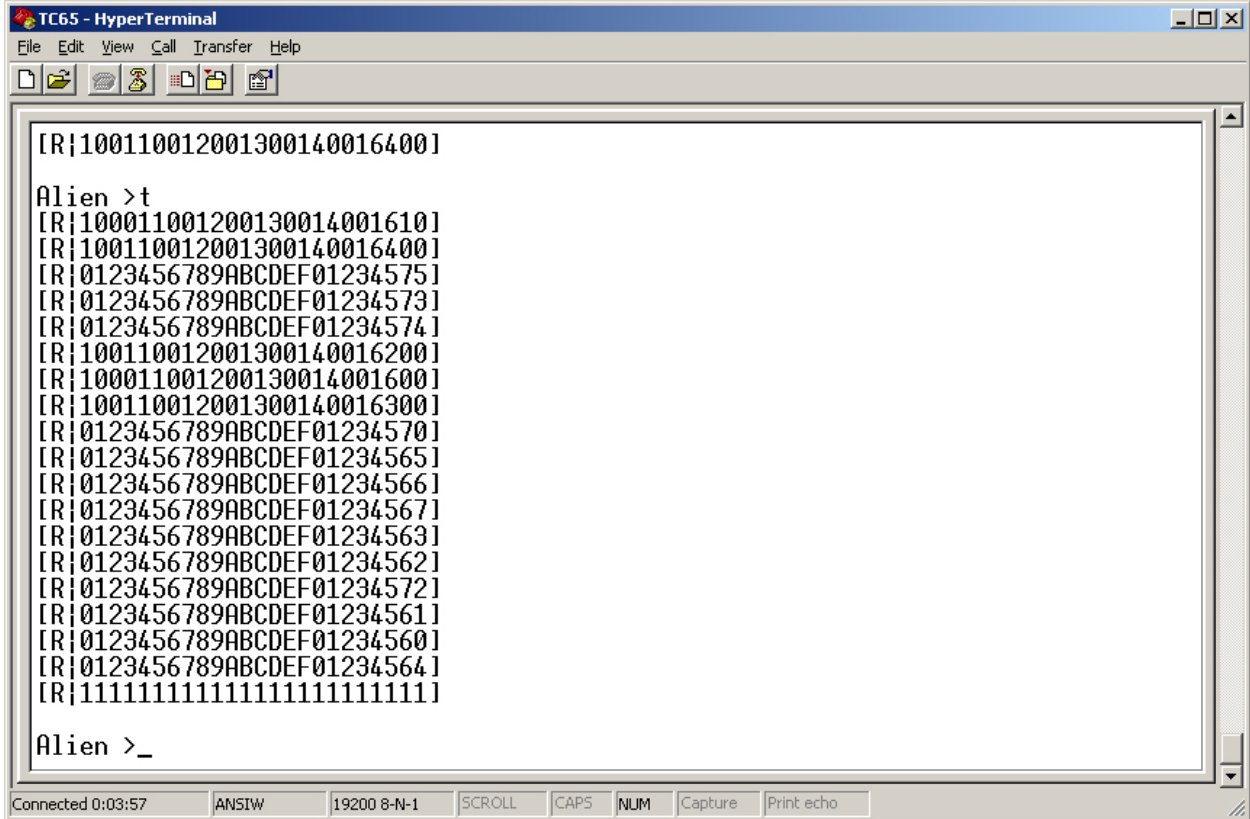 TC65 - HyperTerminal
File Edit View Call Transfer Help
[R|100110012001300140016400]
Alien >t
[R|100011001200130014001610]
[R|100110012001300140016400]
[R|0123456789ABCDEF01234575]
[R|0123456789ABCDEF01234573]
[R|0123456789ABCDEF01234574]
[R|100110012001300140016200]
[R|100011001200130014001600]
[R|100110012001300140016300]
[R|0123456789ABCDEF01234570]
[R|0123456789ABCDEF01234565]
[R|0123456789ABCDEF01234566]
[R|0123456789ABCDEF01234567]
[R|0123456789ABCDEF01234563]
[R|0123456789ABCDEF01234562]
[R|0123456789ABCDEF01234572]
[R|0123456789ABCDEF01234561]
[R|0123456789ABCDEF01234560]
[R|0123456789ABCDEF01234564]
[R|111111111111111111111111]
Alien >_
Connected 0:03:57 ANSIW 19200 8-N-1 SCROLL CAPS NUM Capture Print echo